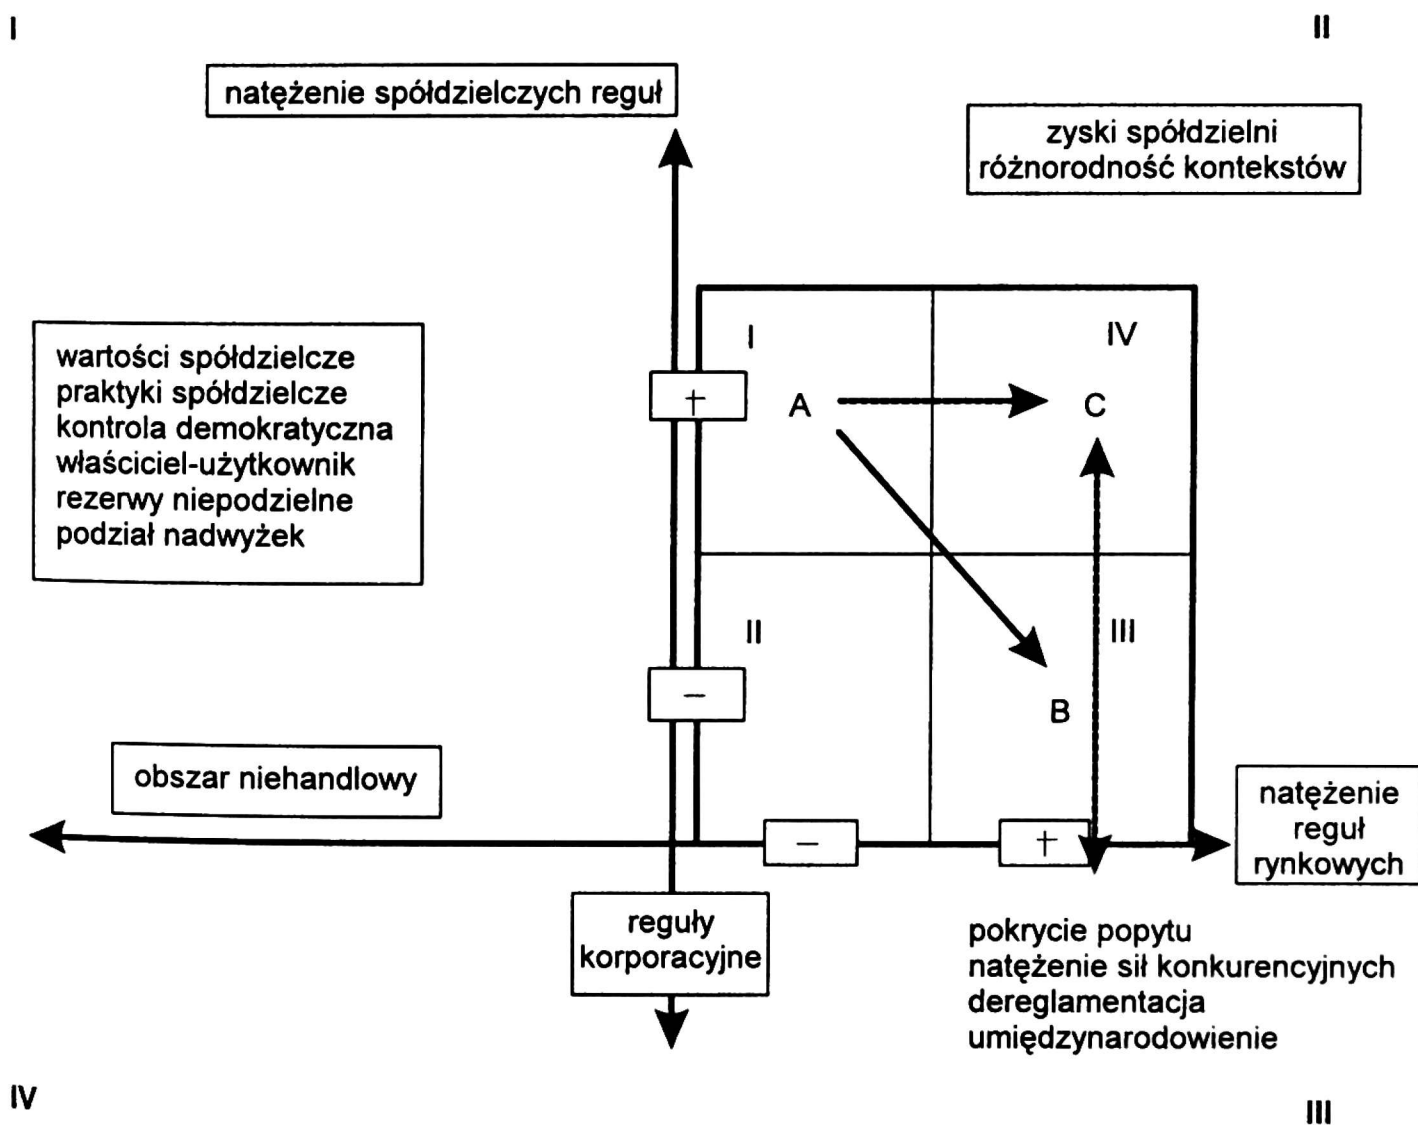 I
II
natężenie spółdzielczych reguł
zyski spółdzielni
różnorodność kontekstów
wartości spółdzielcze
praktyki spółdzielcze
kontrola demokratyczna
właściciel-użytkownik
rezerwy niepodzielne
podział nadwyżek
I
IV
+
A
C
II
III
−
B
obszar niehandlowy
natężenie
reguł
rynkowych
−
+
reguły
korporacyjne
pokrycie popytu
natężenie sił konkurencyjnych
dereglamentacja
umiędzynarodowienie
IV
III